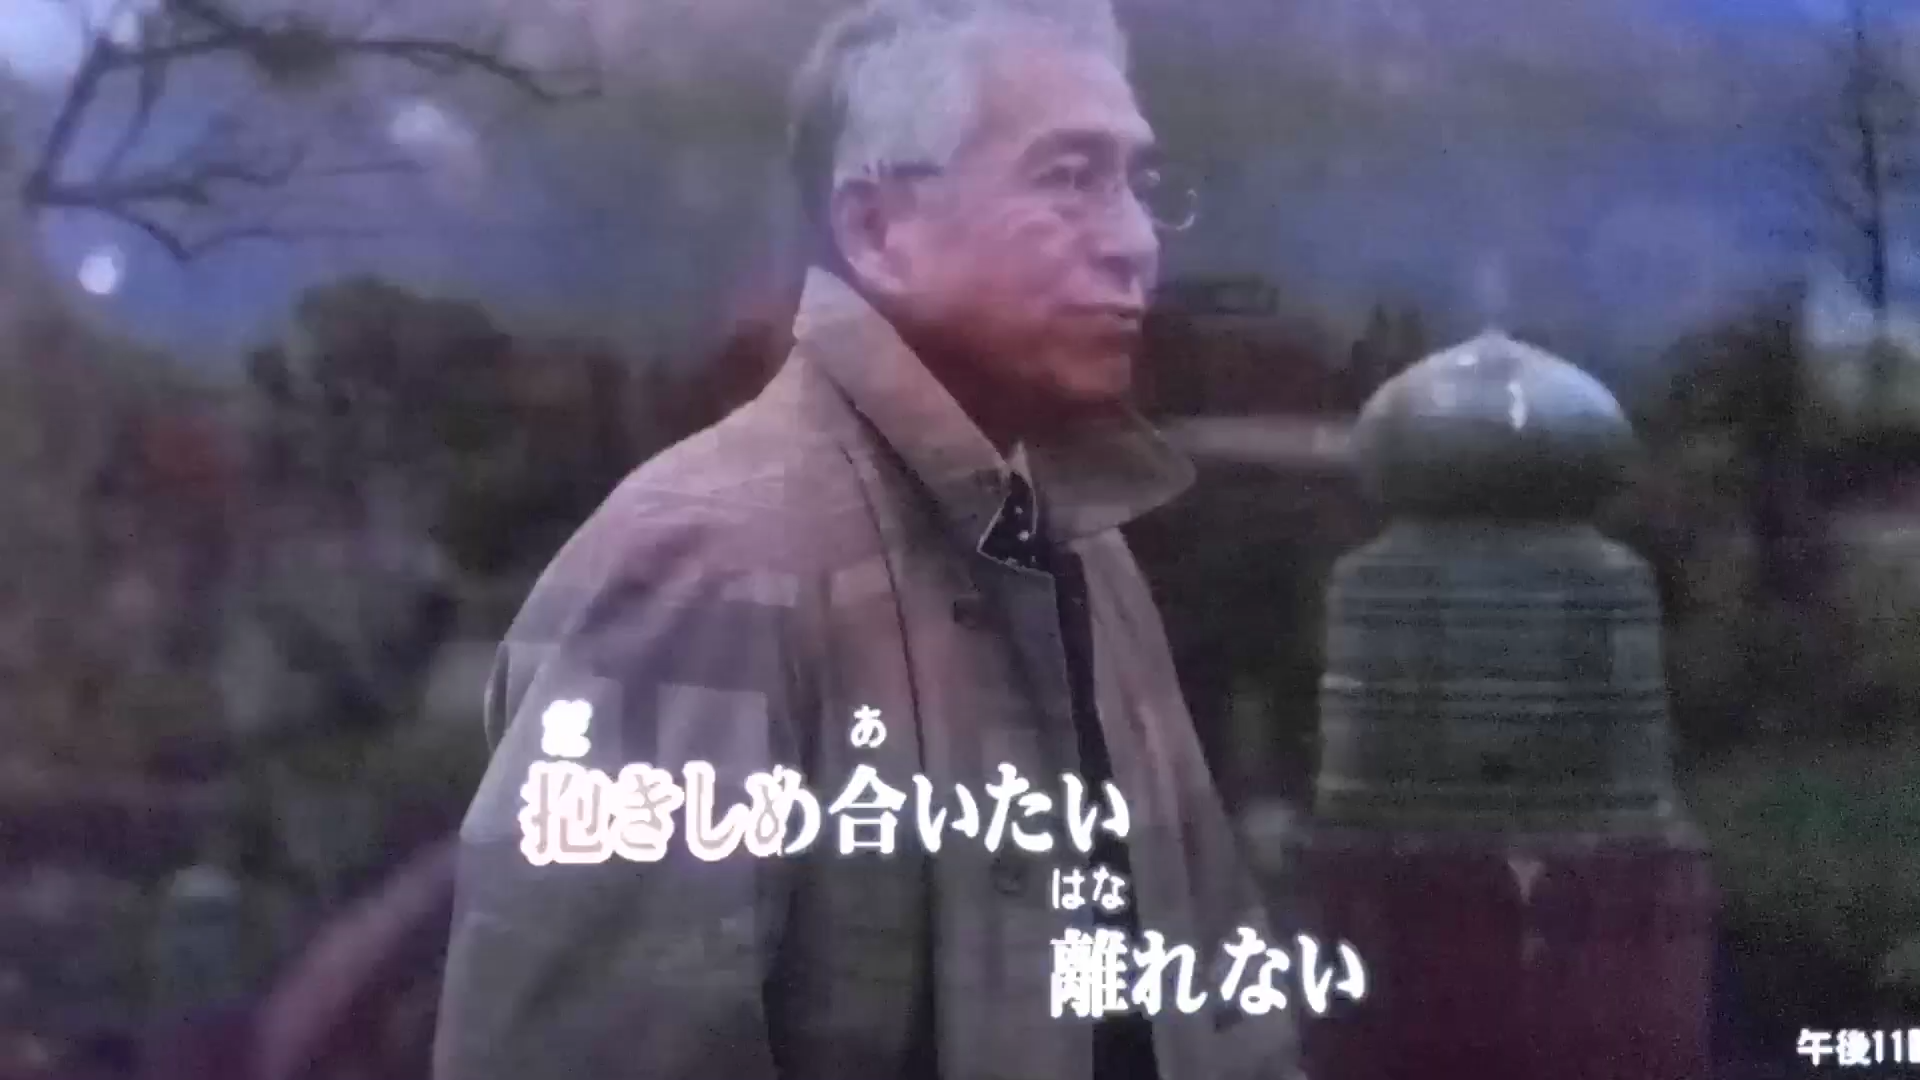 だ あ
抱きしめ合いたい
はな
離れない
午後11